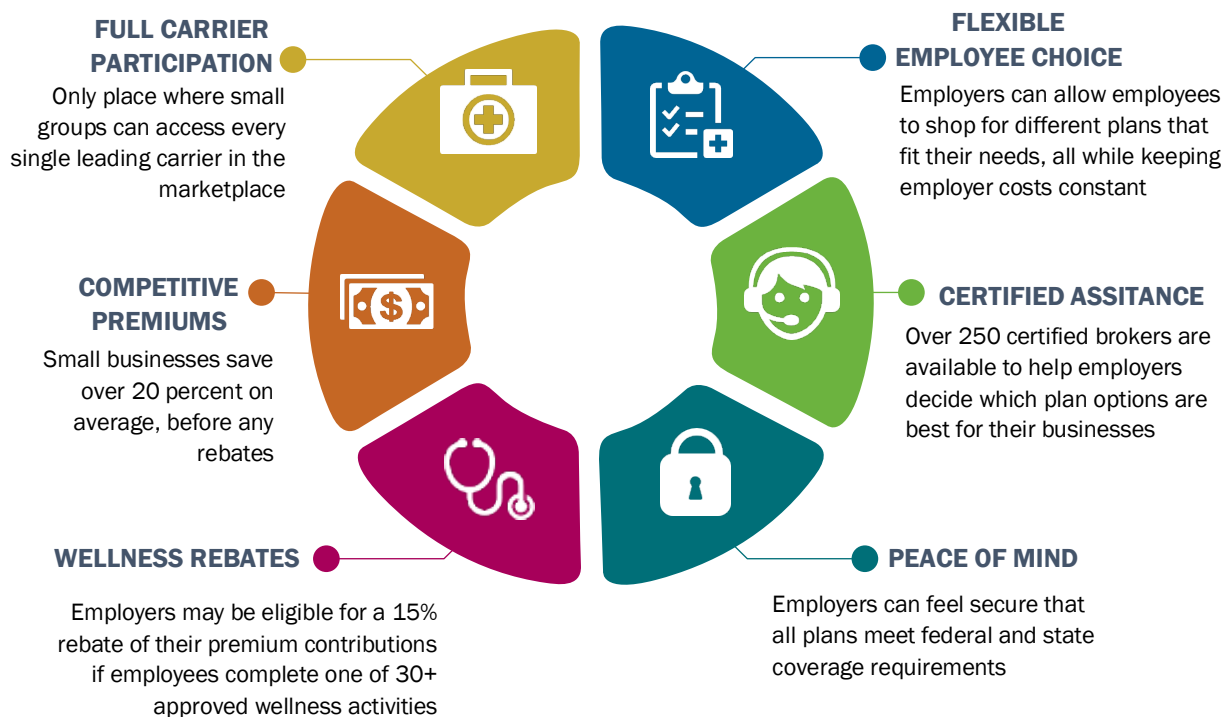 FULL CARRIER
PARTICIPATION
Only place where small
groups can access every
single leading carrier in the
marketplace
FLEXIBLE
EMPLOYEE CHOICE
Employers can allow employees
to shop for different plans that
fit their needs, all while keeping
employer costs constant
COMPETITIVE
PREMIUMS
Small businesses save
over 20 percent on
average, before any
rebates
$
CERTIFIED ASSITANCE
Over 250 certified brokers are
available to help employers
decide which plan options are
best for their businesses
WELLNESS REBATES
Employers may be eligible for a 15%
rebate of their premium contributions
if employees complete one of 30+
approved wellness activities
PEACE OF MIND
Employers can feel secure that
all plans meet federal and state
coverage requirements